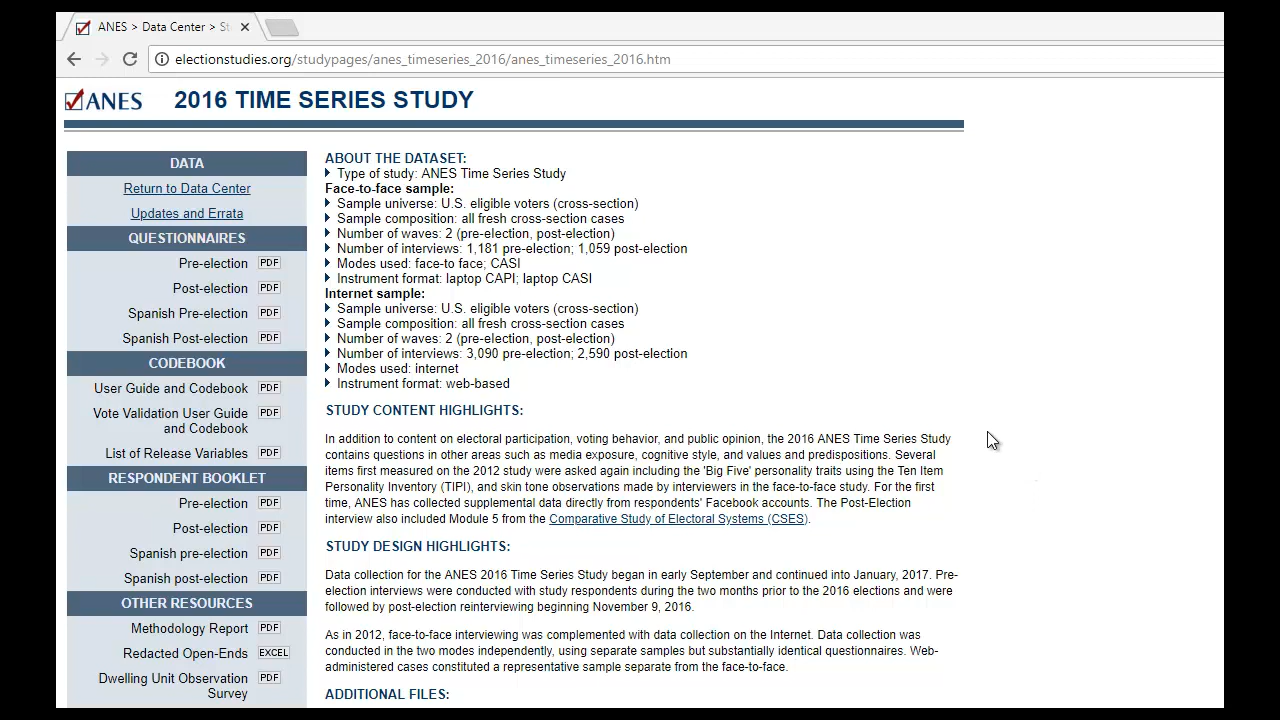 ANES > Data Center > St
electionstudies.org/studypages/anes_timeseries_2016/anes_timeseries_2016.htm
ANES 2016 TIME SERIES STUDY
DATA
Return to Data Center
Updates and Errata
QUESTIONNAIRES
Pre-election PDF
Post-election PDF
Spanish Pre-election PDF
Spanish Post-election PDF
CODEBOOK
User Guide and Codebook PDF
Vote Validation User Guide PDF
and Codebook
List of Release Variables PDF
RESPONDENT BOOKLET
Pre-election PDF
Post-election PDF
Spanish pre-election PDF
Spanish post-election PDF
OTHER RESOURCES
Methodology Report PDF
Redacted Open-Ends EXCEL
Dwelling Unit Observation PDF
Survey
ABOUT THE DATASET:
Type of study: ANES Time Series Study
Face-to-face sample:
Sample universe: U.S. eligible voters (cross-section)
Sample composition: all fresh cross-section cases
Number of waves: 2 (pre-election, post-election)
Number of interviews: 1,181 pre-election; 1,059 post-election
Modes used: face-to face; CASI
Instrument format: laptop CAPI; laptop CASI
Internet sample:
Sample universe: U.S. eligible voters (cross-section)
Sample composition: all fresh cross-section cases
Number of waves: 2 (pre-election, post-election)
Number of interviews: 3,090 pre-election; 2,590 post-election
Modes used: internet
Instrument format: web-based
STUDY CONTENT HIGHLIGHTS:
In addition to content on electoral participation, voting behavior, and public opinion, the 2016 ANES Time Series Study
contains questions in other areas such as media exposure, cognitive style, and values and predispositions. Several
items first measured on the 2012 study were asked again including the 'Big Five' personality traits using the Ten Item
Personality Inventory (TIPI), and skin tone observations made by interviewers in the face-to-face study. For the first
time, ANES has collected supplemental data directly from respondents' Facebook accounts. The Post-Election
interview also included Module 5 from the Comparative Study of Electoral Systems (CSES).
STUDY DESIGN HIGHLIGHTS:
Data collection for the ANES 2016 Time Series Study began in early September and continued into January, 2017. Pre-
election interviews were conducted with study respondents during the two months prior to the 2016 elections and were
followed by post-election reinterviewing beginning November 9, 2016.
As in 2012, face-to-face interviewing was complemented with data collection on the Internet. Data collection was
conducted in the two modes independently, using separate samples but substantially identical questionnaires. Web-
administered cases constituted a representative sample separate from the face-to-face.
ADDITIONAL FILES: